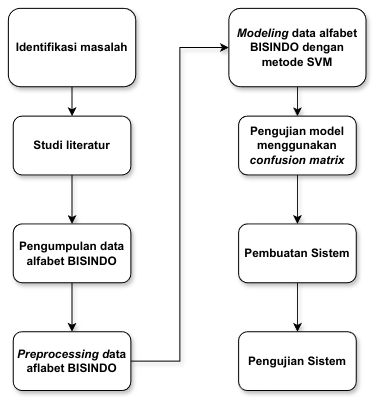 Identifikasi masalah
Studi literatur
Pengumpulan data
alfabet BISINDO
Preprocessing data
aflabet BISINDO
Modeling data alfabet
BISINDO dengan
metode SVM
Pengujian model
menggunakan
confusion matrix
Pembuatan Sistem
Pengujian Sistem